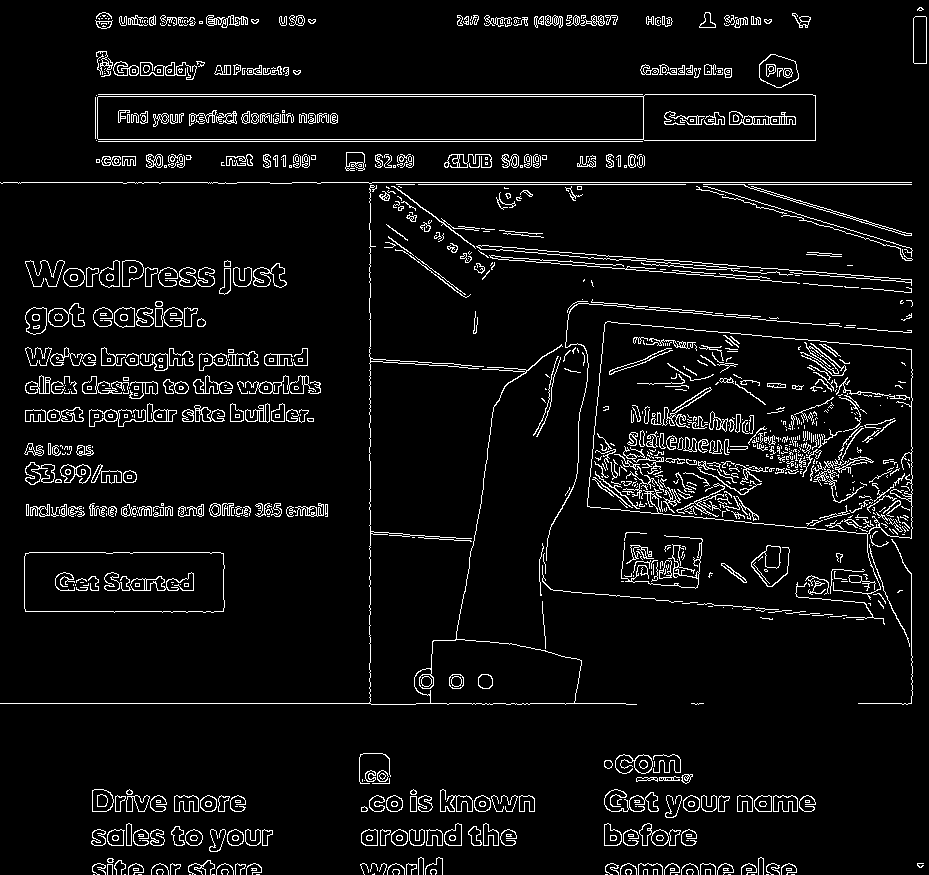 United States - English USD 24/7 Support (480) 505-8877 Help Sign In
GoDaddy™ All Products GoDaddy Blog Pro
Find your perfect domain name Search Domain
.com $0.99* .net $11.99* .co $2.99 .CLUB $0.99* .us $1.00
WordPress just
got easier.
We've brought point and
click design to the world's
most popular site builder.
As low as
$3.99/mo
Includes free domain and Office 365 email!
Get Started
Make a bold
statement
.co .com
Drive more .co is known Get your name
sales to your around the before
site or store world someone else